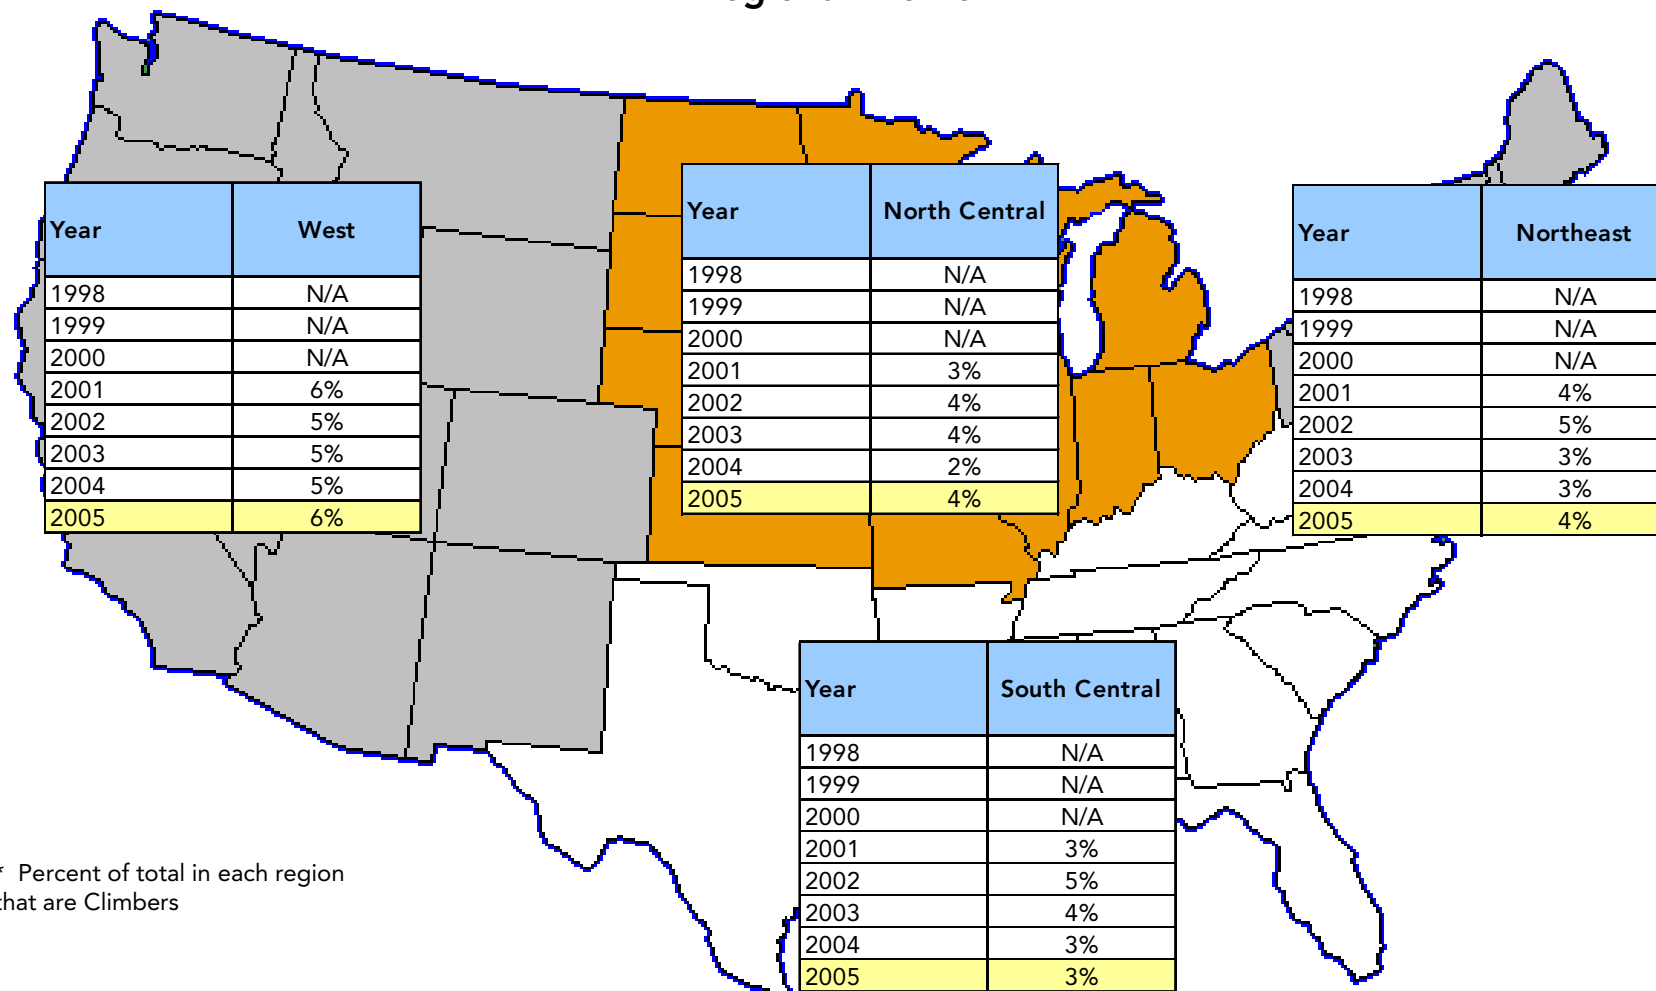 Year West
1998 N/A
1999 N/A
2000 N/A
2001 6%
2002 5%
2003 5%
2004 5%
2005 6%
Year North Central
1998 N/A
1999 N/A
2000 N/A
2001 3%
2002 4%
2003 4%
2004 2%
2005 4%
Year Northeast
1998 N/A
1999 N/A
2000 N/A
2001 4%
2002 5%
2003 3%
2004 3%
2005 4%
Year South Central
1998 N/A
1999 N/A
2000 N/A
2001 3%
2002 5%
2003 4%
2004 3%
2005 3%
* Percent of total in each region
that are Climbers